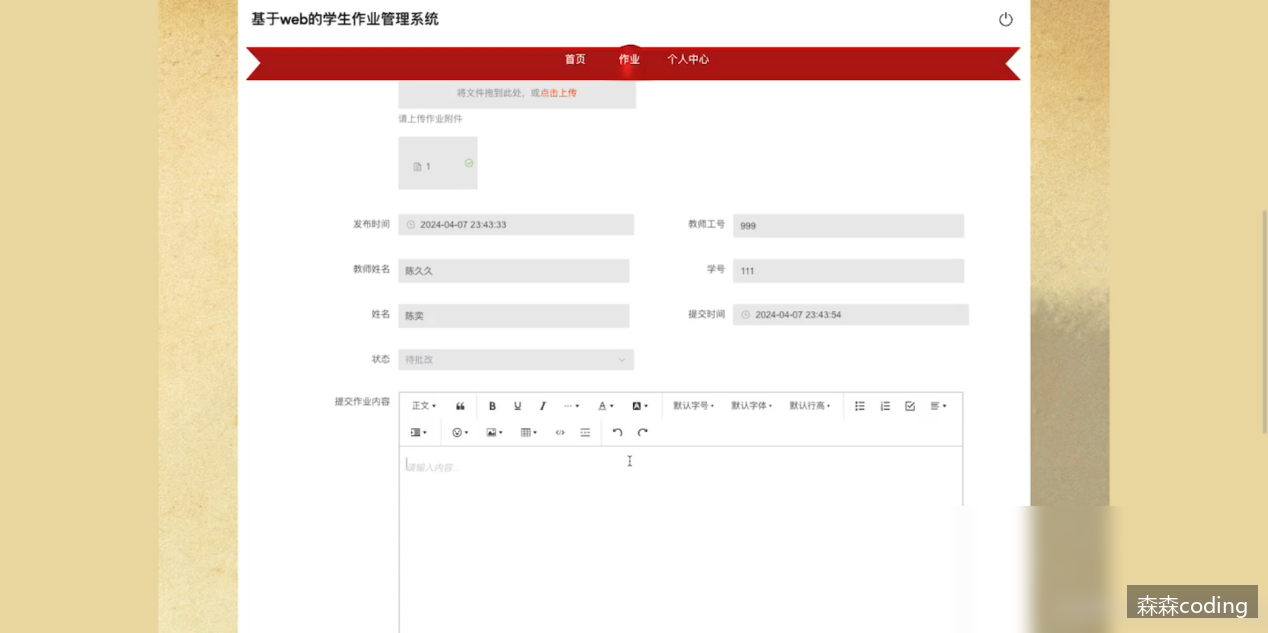 基于web的学生作业管理系统
首页 作业 个人中心
将文件拖到此处，或点击上传
请上传作业附件
1
发布时间 2024-04-07 23:43:33 教师工号 999
教师姓名 陈久久 学号 111
姓名 陈奕 提交时间 2024-04-07 23:43:54
状态 待批改
提交作业内容 正文 B U I A A 默认字号 默认字体 默认行高
请输入内容...
森森coding